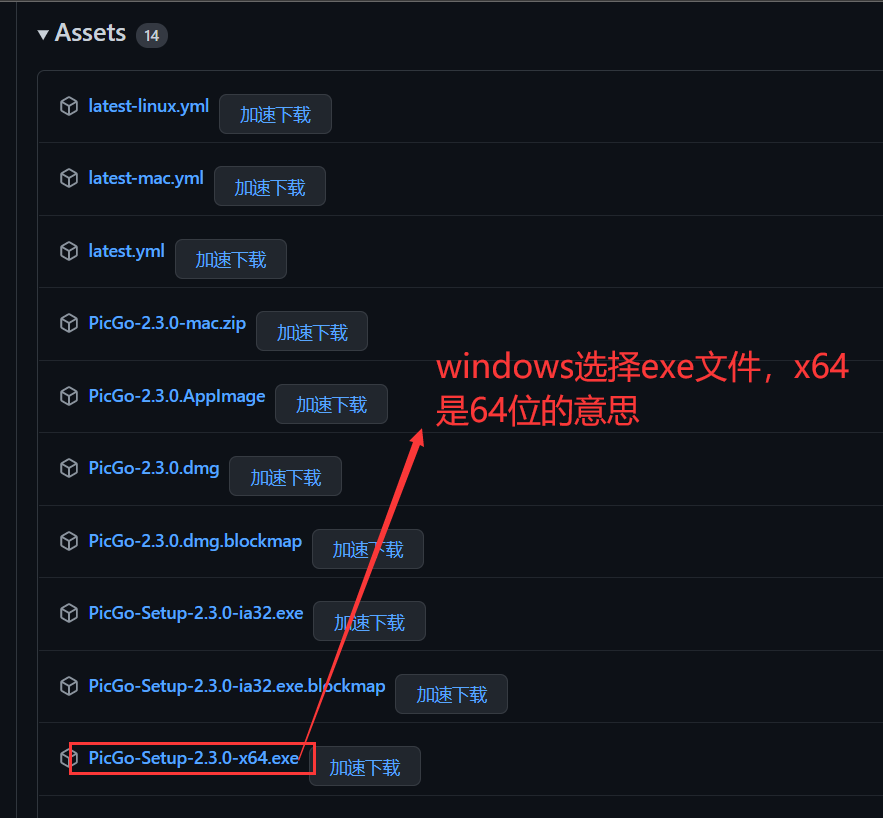 Assets 14
latest-linux.yml 加速下载
latest-mac.yml 加速下载
latest.yml 加速下载
PicGo-2.3.0-mac.zip 加速下载
windows选择exe文件，x64
是64位的意思
PicGo-2.3.0.AppImage 加速下载
PicGo-2.3.0.dmg 加速下载
PicGo-2.3.0.dmg.blockmap 加速下载
PicGo-Setup-2.3.0-ia32.exe 加速下载
PicGo-Setup-2.3.0-ia32.exe.blockmap 加速下载
PicGo-Setup-2.3.0-x64.exe 加速下载